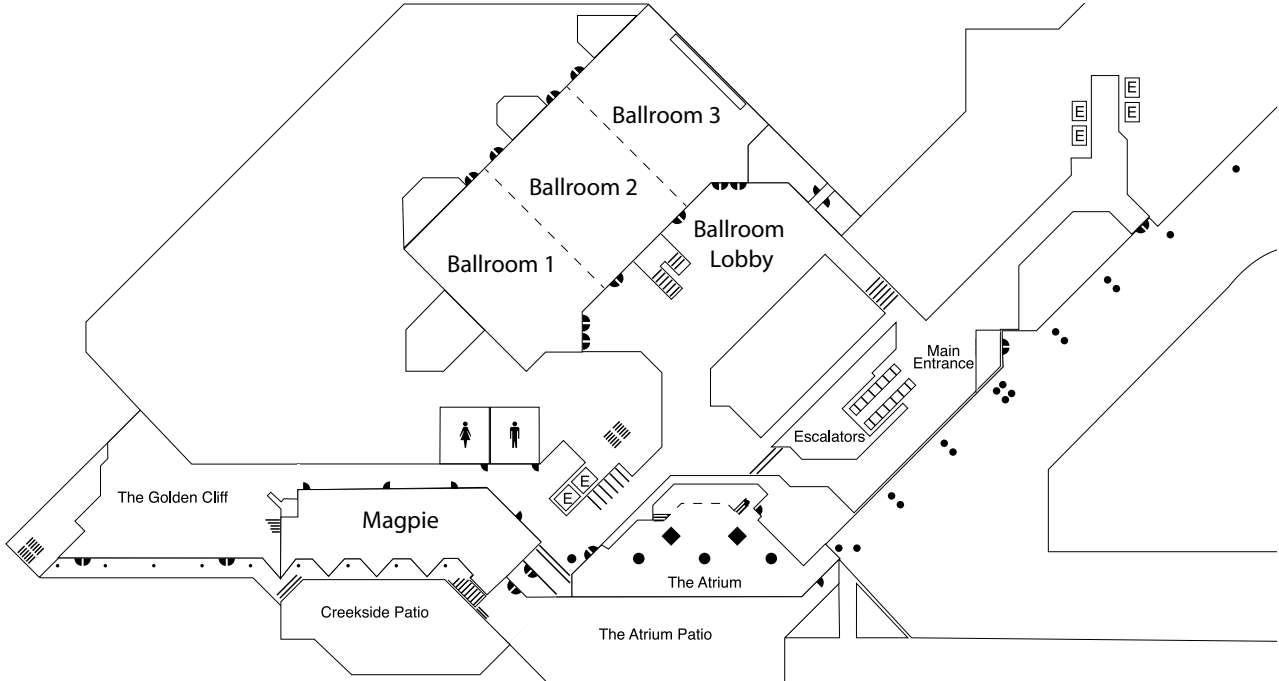 Ballroom 3
Ballroom 2
Ballroom 1
Ballroom
Lobby
E
E
E
E
Main
Entrance
Escalators
E
E
The Golden Cliff
Magpie
The Atrium
Creekside Patio
The Atrium Patio